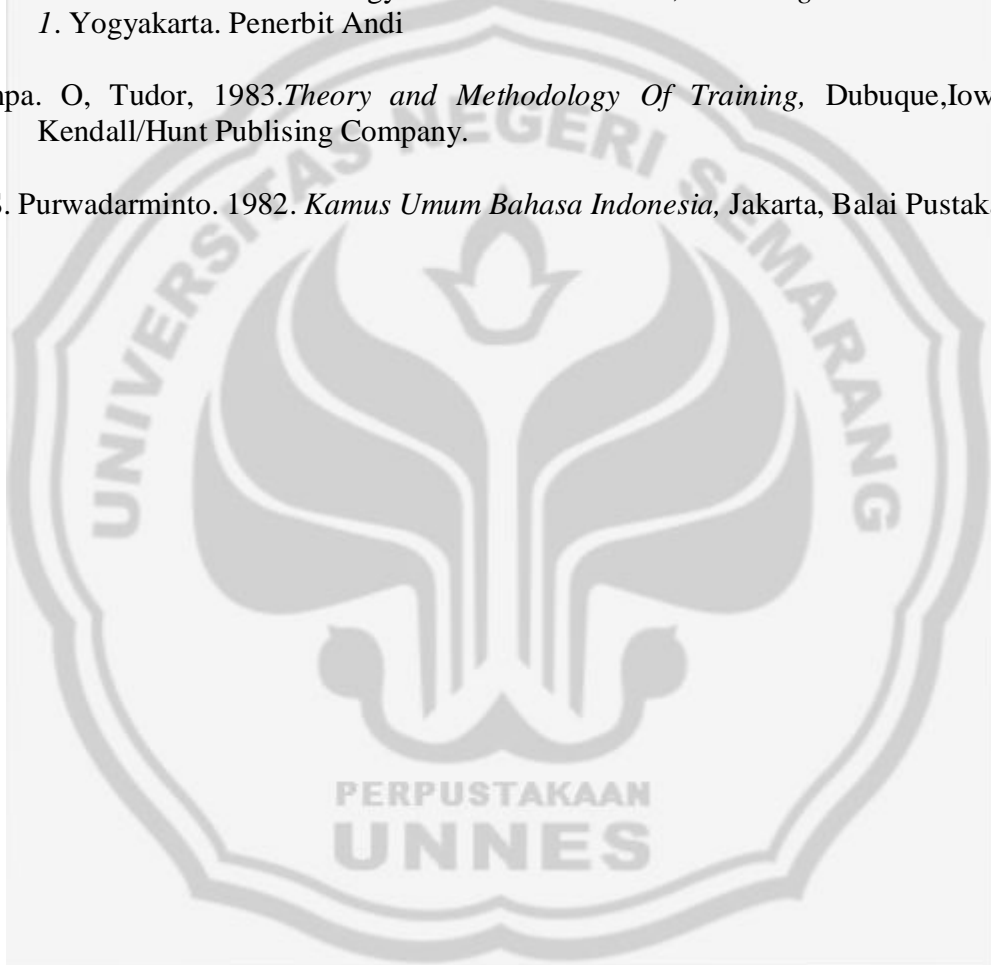 1. Yogyakarta. Penerbit Andi
mpa. O, Tudor, 1983.Theory and Methodology Of Training, Dubuque,Iow
Kendall/Hunt Publising Company.
S. Purwadarminto. 1982. Kamus Umum Bahasa Indonesia, Jakarta, Balai Pustak
UNIVERSITAS NEGERI SEMARANG
PERPUSTAKAAN
UNNES